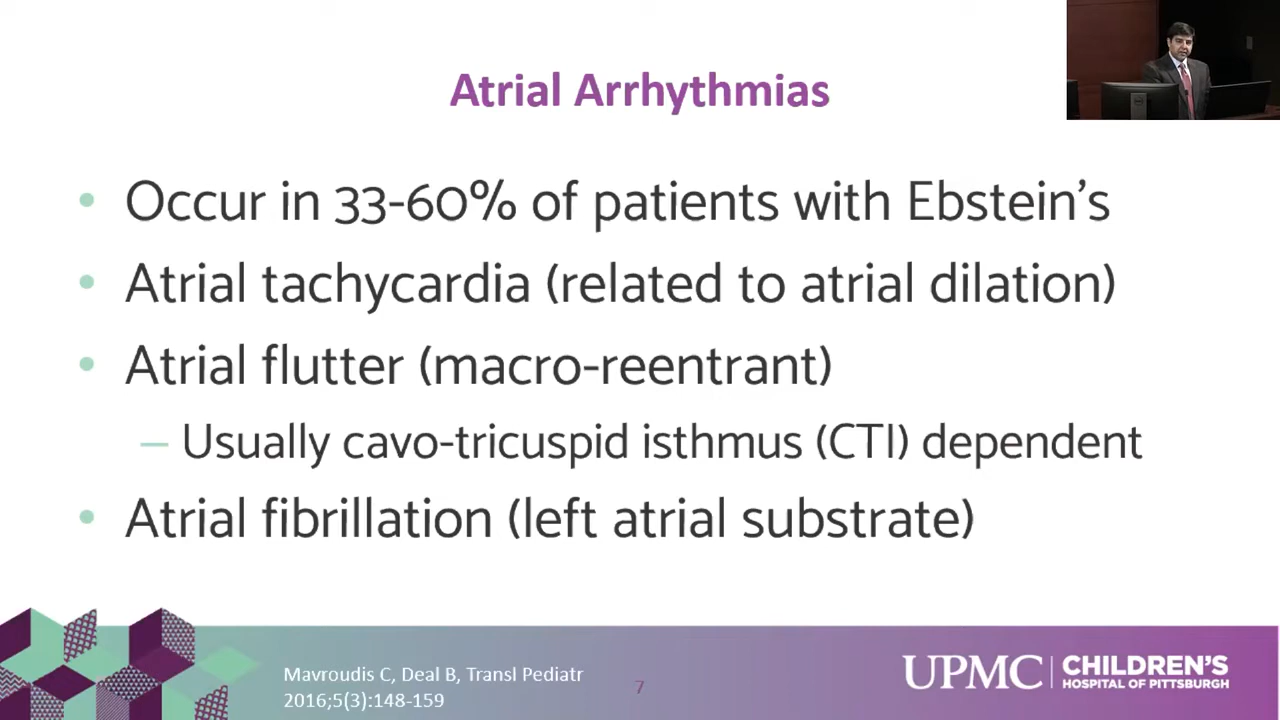 Atrial Arrhythmias
• Occur in 33-60% of patients with Ebstein's
• Atrial tachycardia (related to atrial dilation)
• Atrial flutter (macro-reentrant)
– Usually cavo-tricuspid isthmus (CTI) dependent
• Atrial fibrillation (left atrial substrate)
Mavroudis C, Deal B, Transl Pediatr
2016;5(3):148-159
7
UPMC
CHILDREN'S
HOSPITAL OF PITTSBURGH